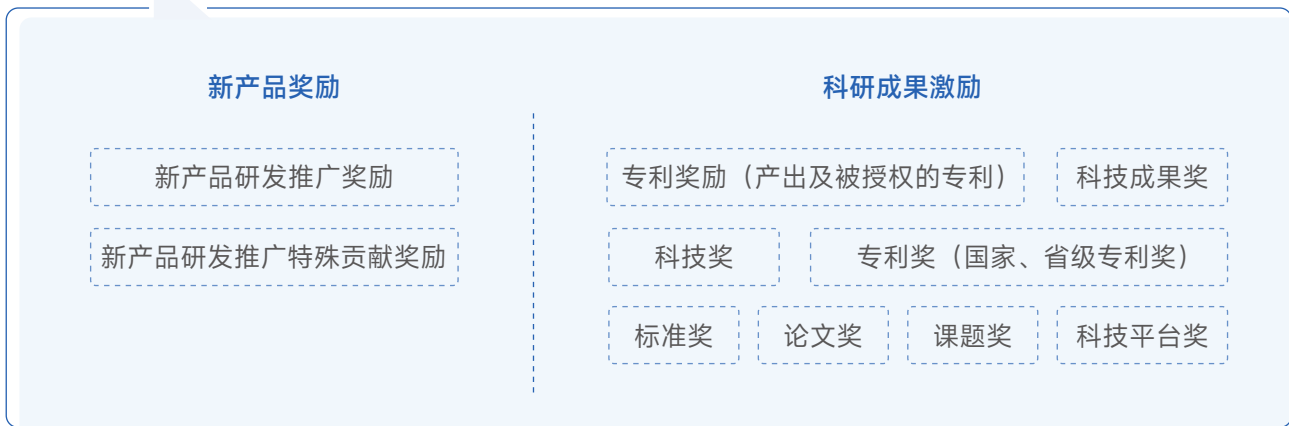 新产品奖励
新产品研发推广奖励
新产品研发推广特殊贡献奖励
科研成果激励
专利奖励（产出及被授权的专利）
科技成果奖
科技奖
专利奖（国家、省级专利奖）
标准奖
论文奖
课题奖
科技平台奖